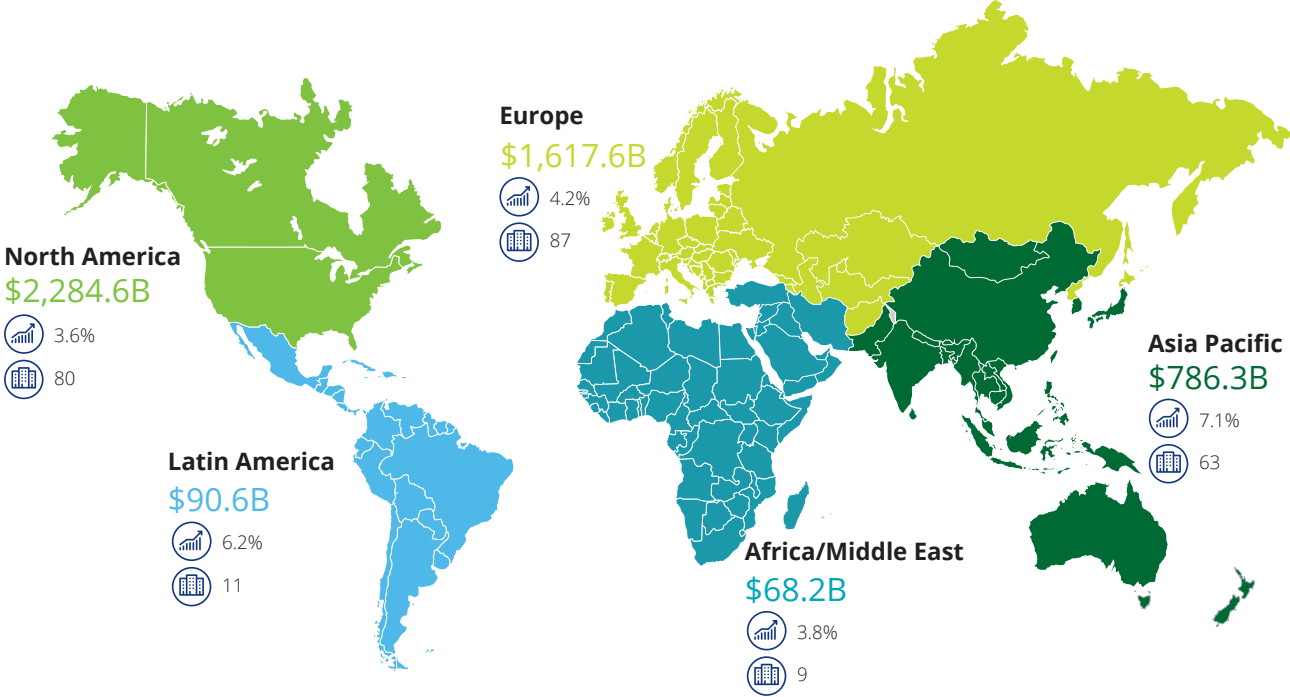 Europe
$1,617.6B
4.2%
87
North America
$2,284.6B
3.6%
80
Asia Pacific
$786.3B
7.1%
63
Latin America
$90.6B
6.2%
11
Africa/Middle East
$68.2B
3.8%
9